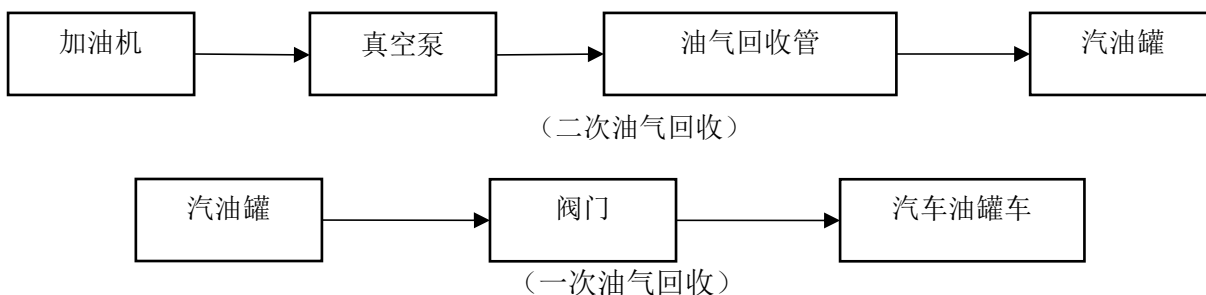 加油机 真空泵 油气回收管 汽油罐
（二次油气回收）
汽油罐 阀门 汽车油罐车
（一次油气回收）